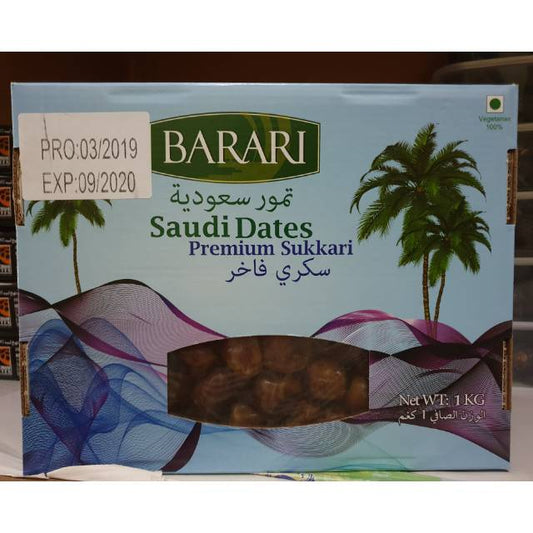 PRO:03/2019
EXP:09/2020
BARARI
Vegetarian
100%
تمور سعودية
Saudi Dates
Premium Sukkari
سكري فاخر
Net WT: 1 KG
الوزن الصافي 1 كغم